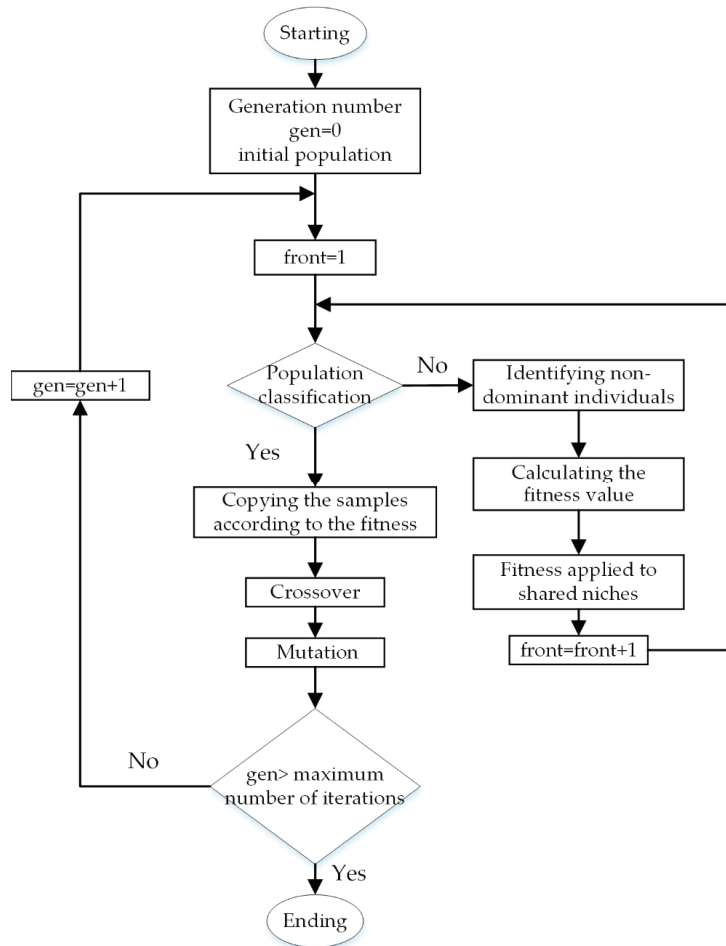 Starting
Generation number
gen=0
initial population
front=1
gen=gen+1
Population
classification
No
Identifying non-
dominant individuals
Yes
Calculating the
fitness value
Copying the samples
according to the fitness
Fitness applied to
shared niches
Crossover
front=front+1
Mutation
No
gen> maximum
number of iterations
Yes
Ending